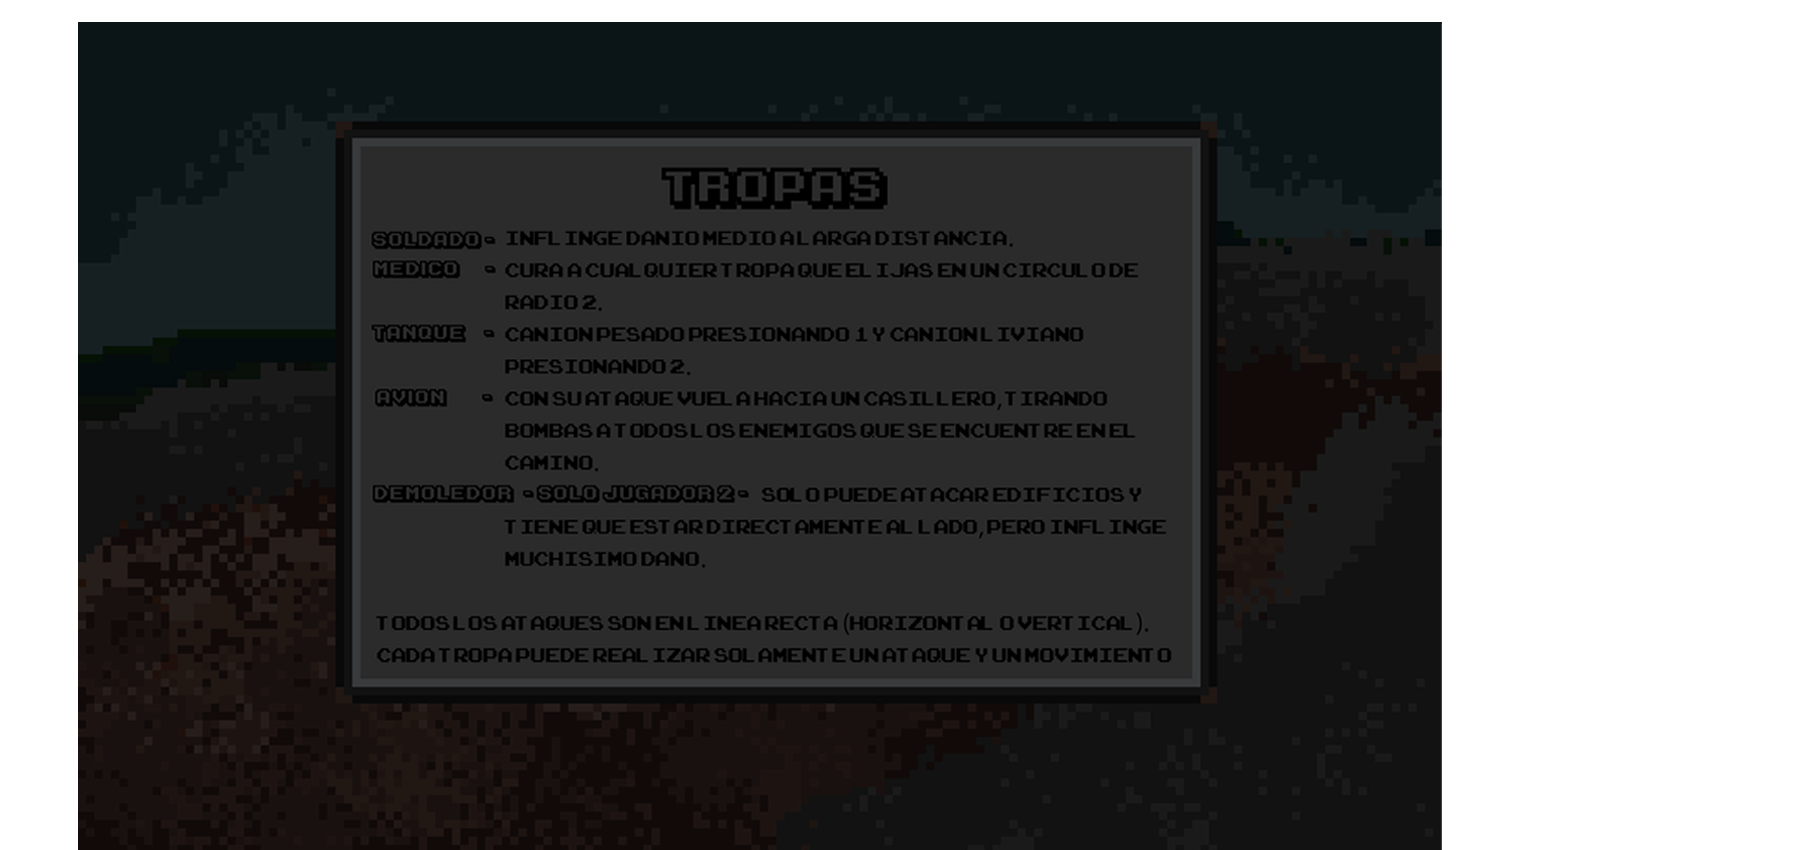 TROPAS
SOLDADO - INFLINGE DANIO MEDIO A LARGA DISTANCIA.
MEDICO - CURA A CUALQUIER TROPA QUE ELIJAS EN UN CIRCULO DE
RADIO 2.
TANQUE - CANION PESADO PRESIONANDO 1 Y CANION LIVIANO
PRESIONANDO 2.
AVION - CON SU ATAQUE VUELA HACIA UN CASILLERO, TIRANDO
BOMBAS A TODOS LOS ENEMIGOS QUE SE ENCUENTRE EN EL
CAMINO.
DEMOLEDOR -SOLO JUGADOR 2- SOLO PUEDE ATACAR EDIFICIOS Y
TIENE QUE ESTAR DIRECTAMENTE AL LADO, PERO INFLINGE
MUCHISIMO DANO.
TODOS LOS ATAQUES SON EN LINEA RECTA (HORIZONTAL O VERTICAL).
CADA TROPA PUEDE REALIZAR SOLAMENTE UN ATAQUE Y UN MOVIMIENTO